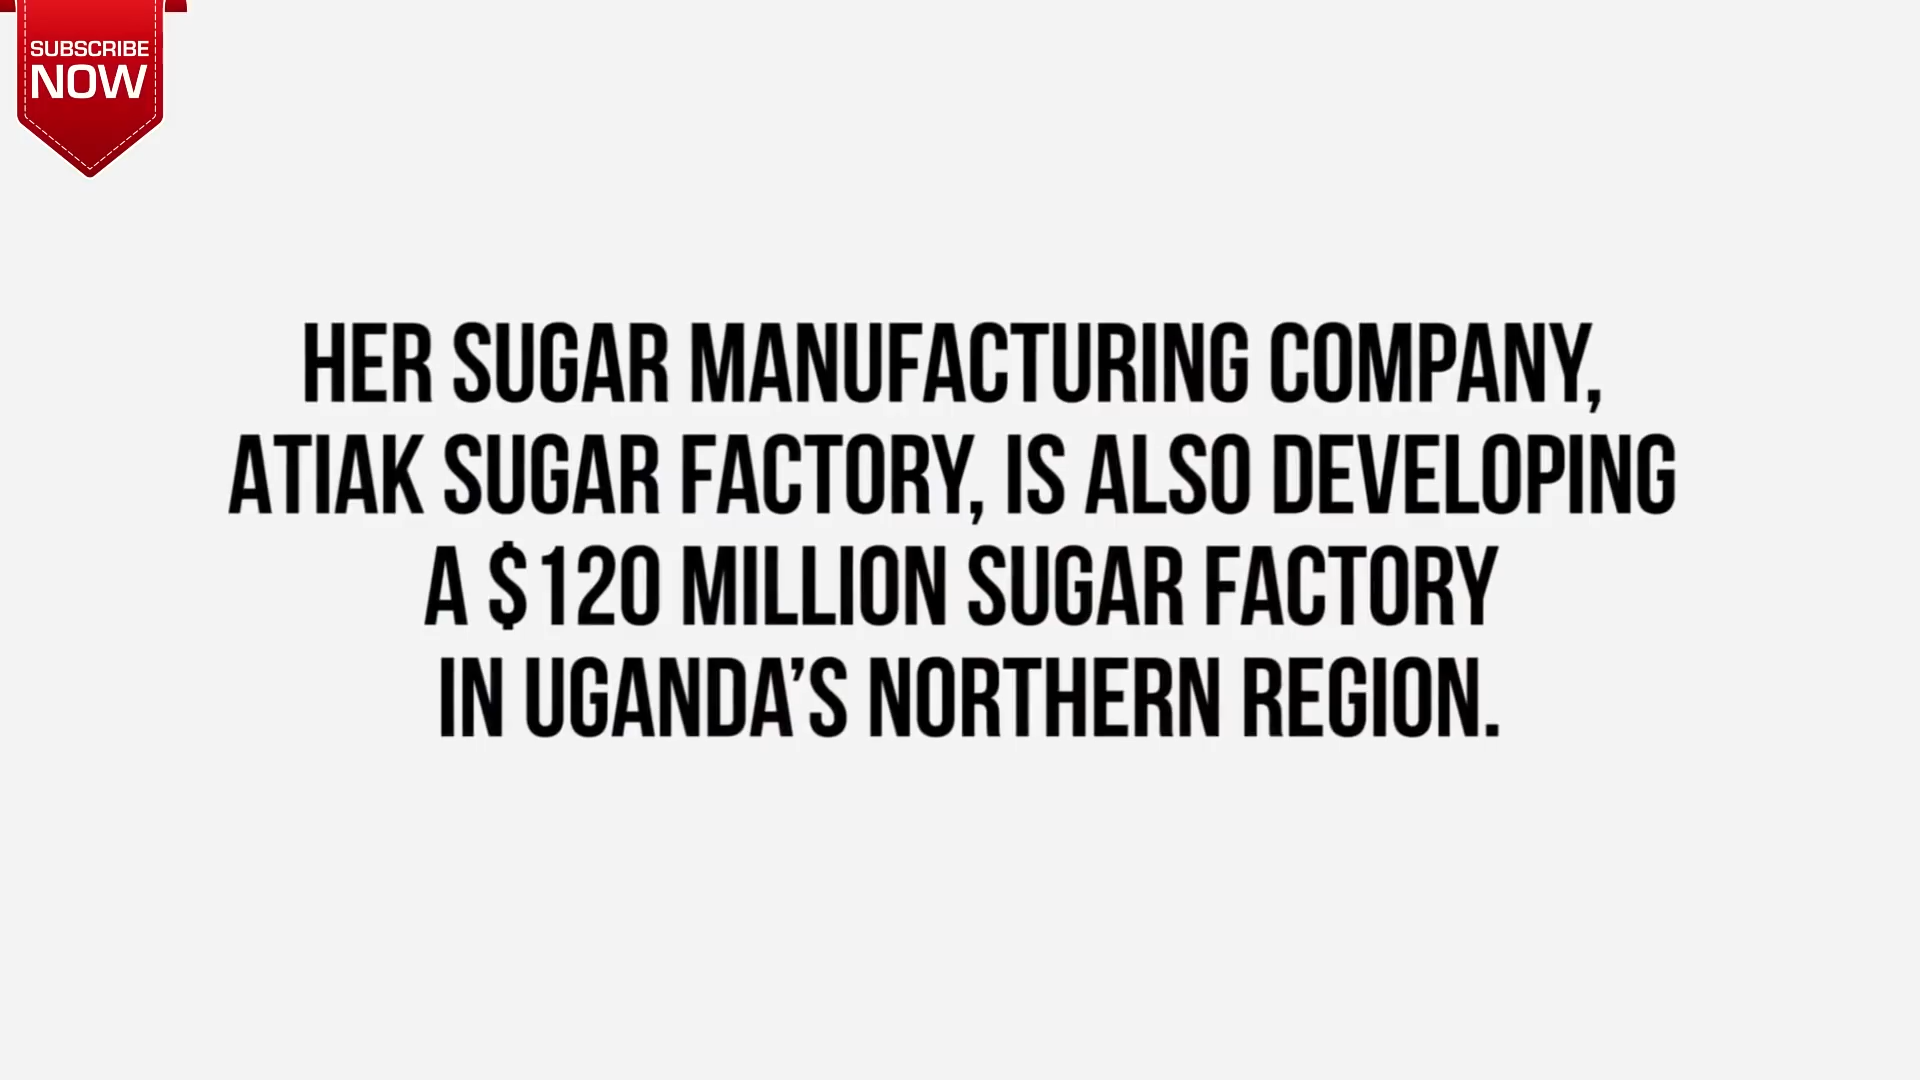 SUBSCRIBE
NOW
HER SUGAR MANUFACTURING COMPANY,
ATIAK SUGAR FACTORY, IS ALSO DEVELOPING
A $120 MILLION SUGAR FACTORY
IN UGANDA’S NORTHERN REGION.